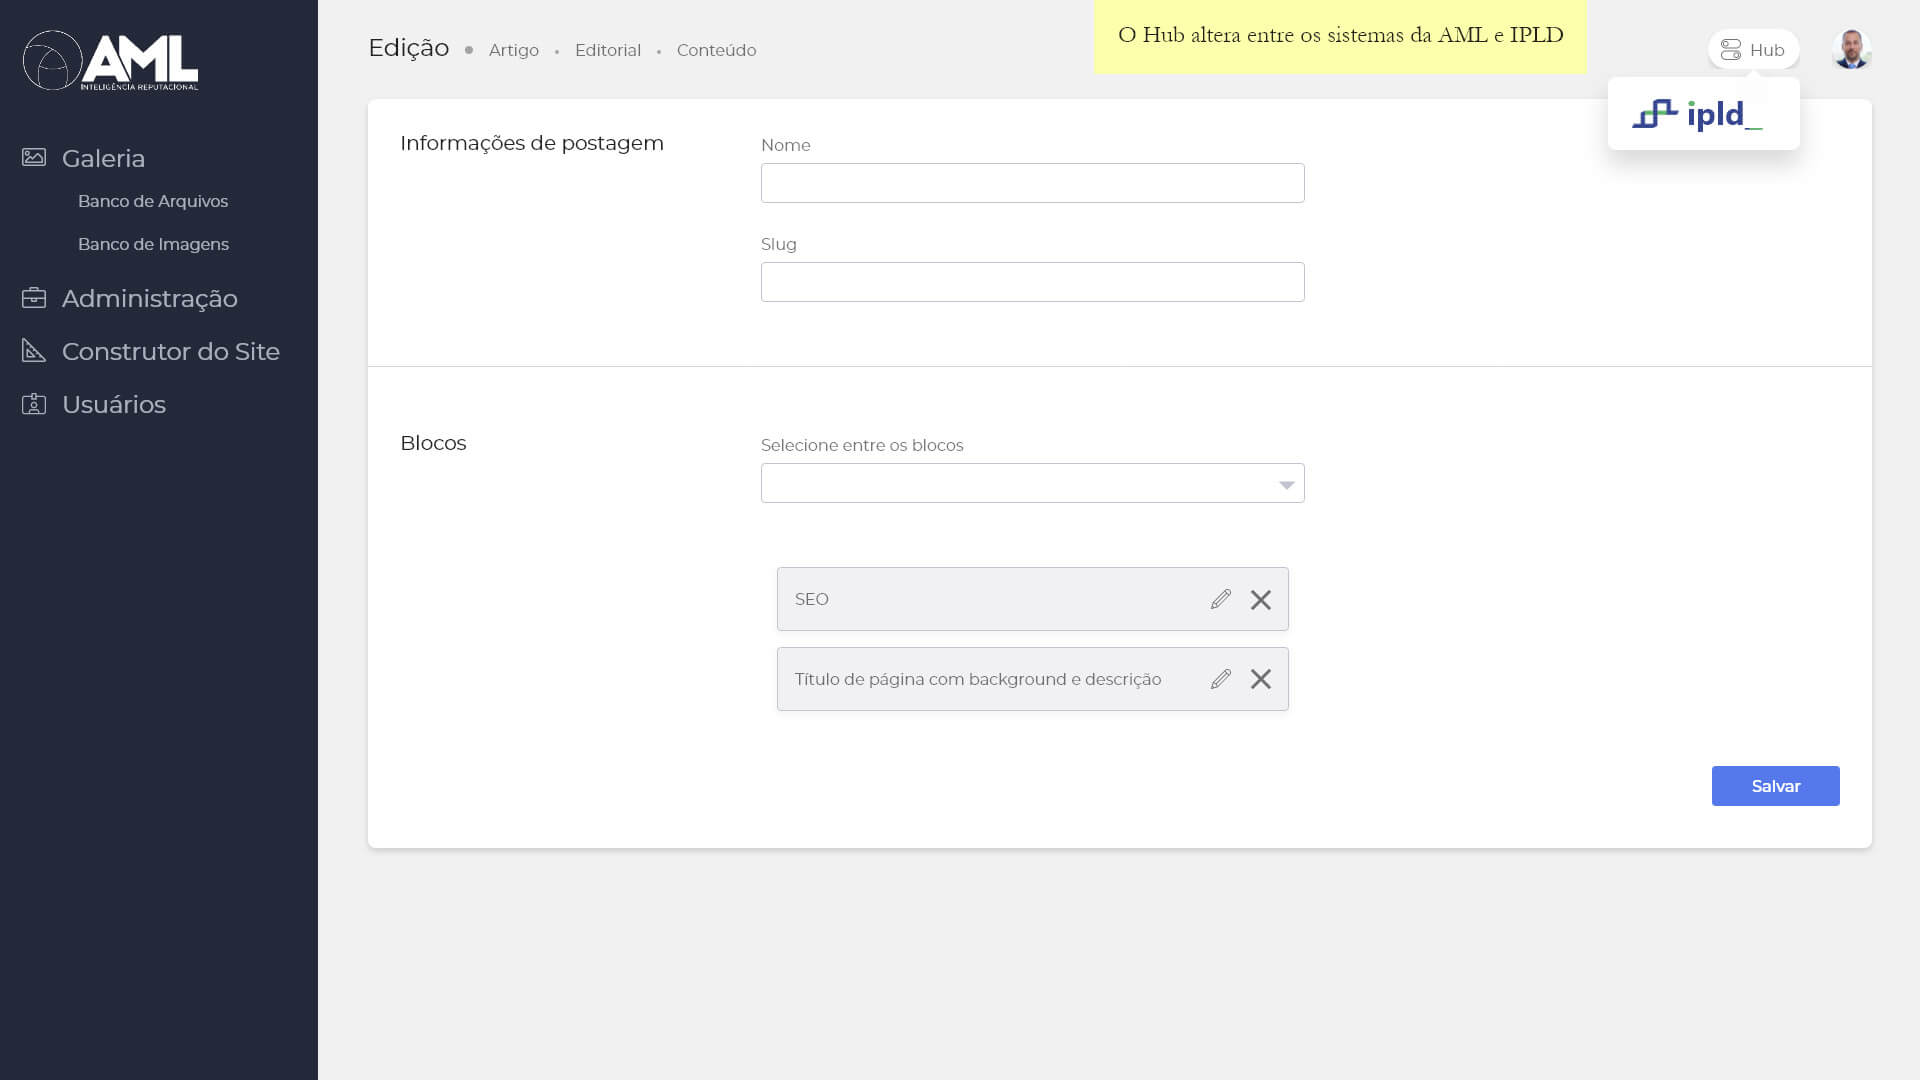 AML
INTELIGÊNCIA REPUTACIONAL
Galeria
Banco de Arquivos
Banco de Imagens
Administração
Construtor do Site
Usuários
Edição • Artigo • Editorial • Conteúdo
O Hub altera entre os sistemas da AML e IPLD
Hub
ipld_
Informações de postagem
Nome
Slug
Blocos
Selecione entre os blocos
SEO
Título de página com background e descrição
Salvar